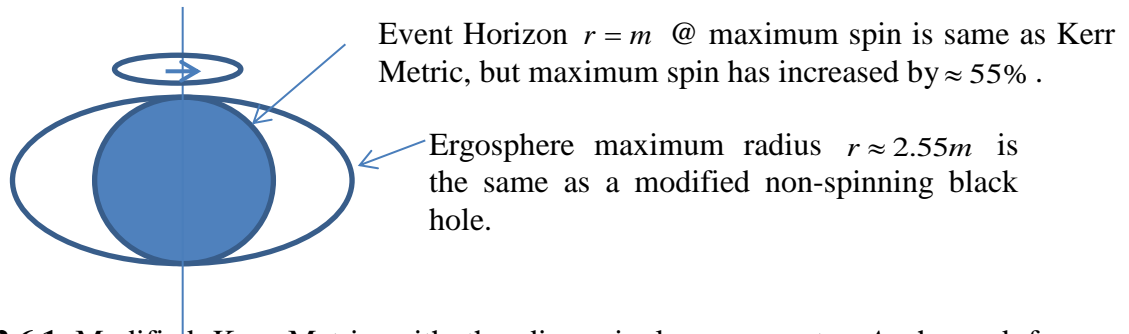 Event Horizon r = m @ maximum spin is same as Kerr
Metric, but maximum spin has increased by ≈ 55% .
Ergosphere maximum radius r ≈ 2.55m is
the same as a modified non-spinning black
hole.